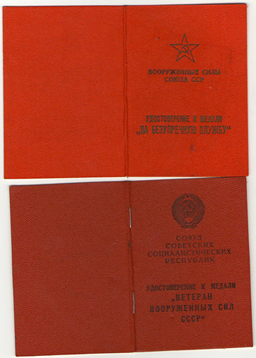 ВООРУЖЕННЫЕ СИЛЫ
СОЮЗА ССР
УДОСТОВЕРЕНИЕ К МЕДАЛИ
„ЗА БЕЗУПРЕЧНУЮ СЛУЖБУ“
СОЮЗ
СОВЕТСКИХ
СОЦИАЛИСТИЧЕСКИХ
РЕСПУБЛИК
УДОСТОВЕРЕНИЕ К МЕДАЛИ
„ВЕТЕРАН
ВООРУЖЕННЫХ СИЛ
СССР“